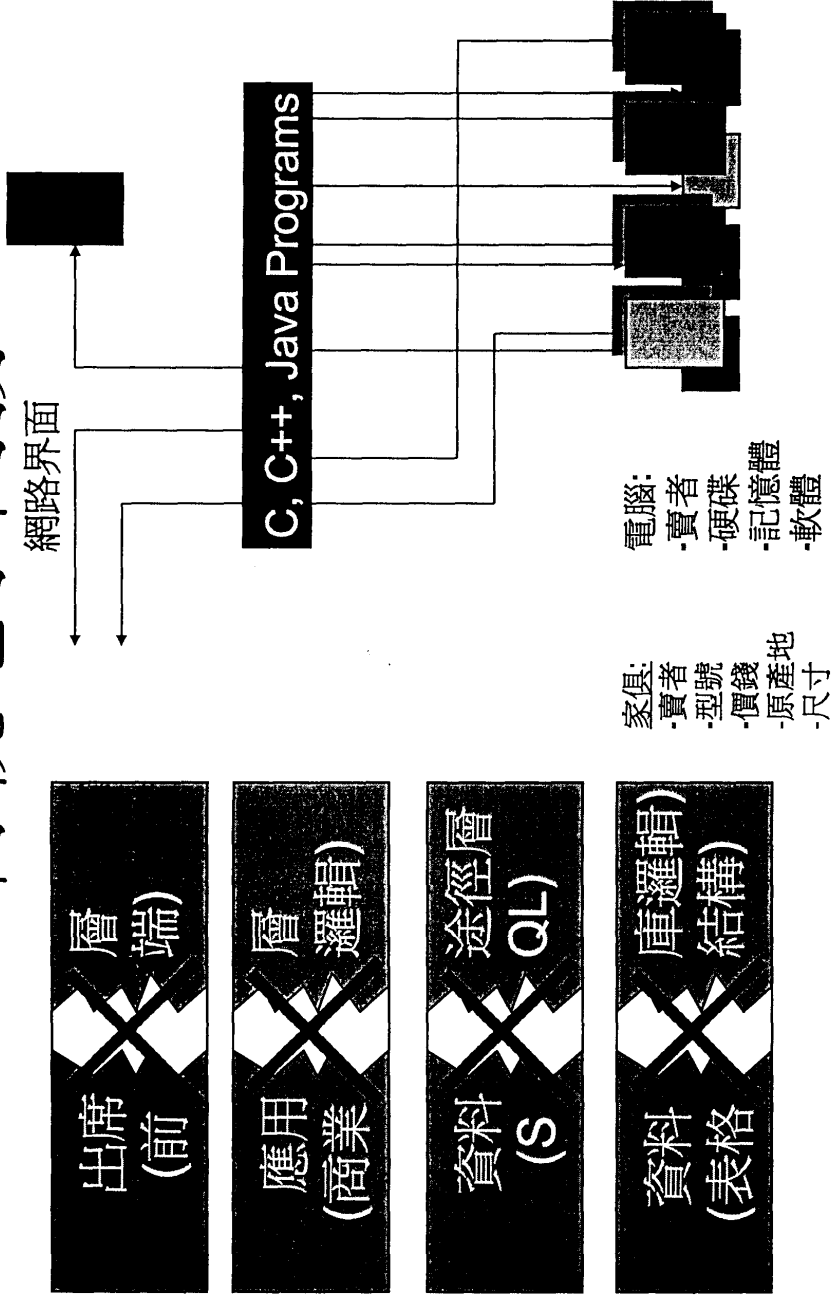 網路界面
出席 層
(前 端)
C, C++, Java Programs
應用 層
(商業 邏輯)
資料 途徑層
(S QL)
資料 庫邏輯)
(表格 結構)
家俱:
-賣者
-型號
-價錢
-原產地
-尺寸
電腦:
-賣者
-硬碟
-記憶體
-軟體